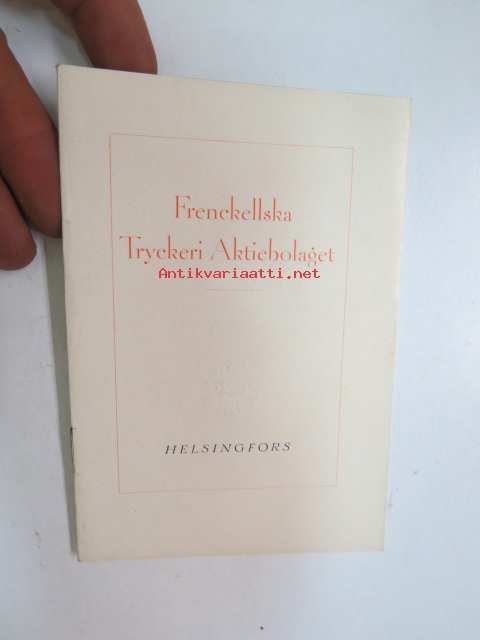 Frenckellska
Tryckeri Aktiebolaget
Antikvariaatti.net
HELSINGFORS